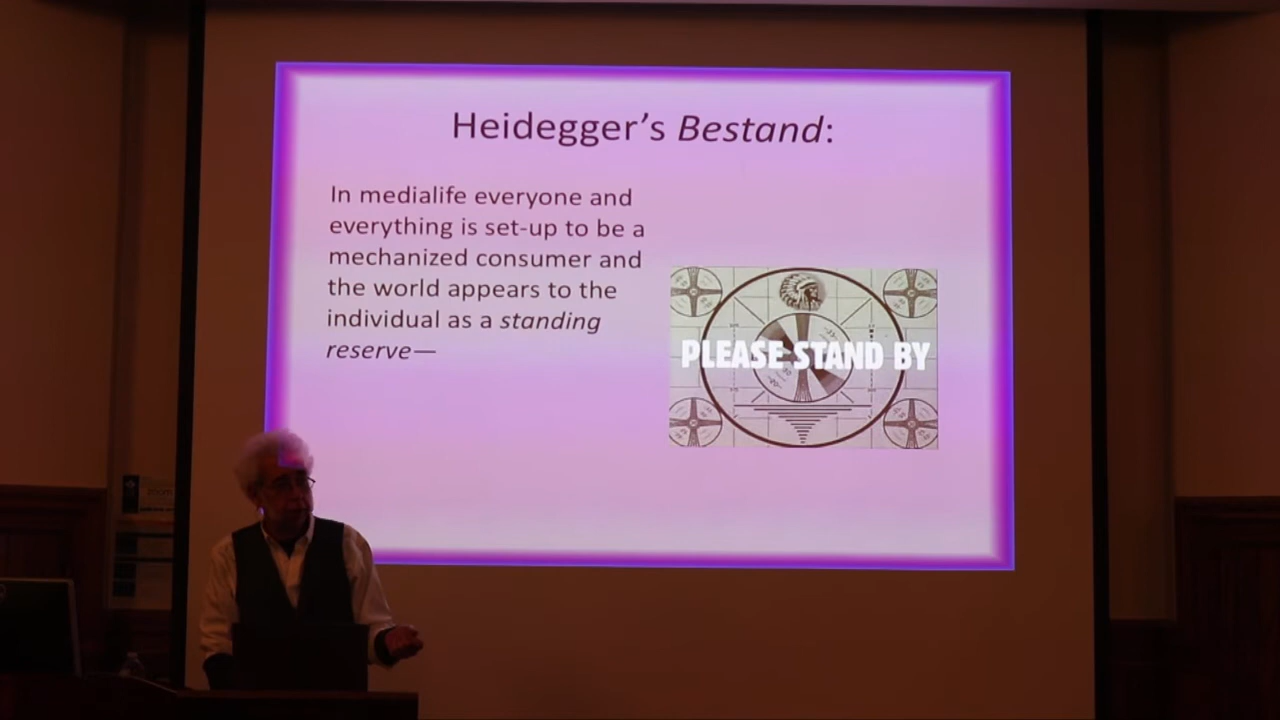 Heidegger’s Bestand:
In medialife everyone and
everything is set-up to be a
mechanized consumer and
the world appears to the
individual as a standing
reserve—
PLEASE STAND BY